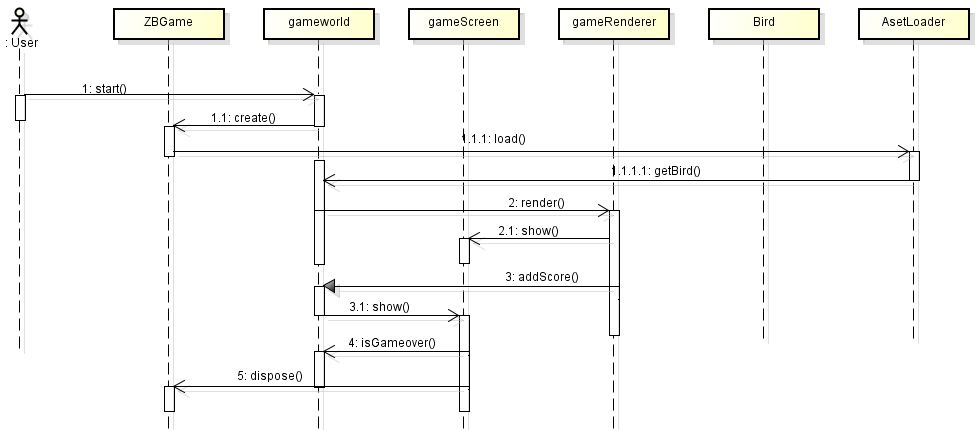 : User
ZBGame
gameworld
gameScreen
gameRenderer
Bird
AsetLoader
1: start()
1.1: create()
1.1.1: load()
1.1.1.1: getBird()
2: render()
2.1: show()
3: addScore()
3.1: show()
4: isGameover()
5: dispose()